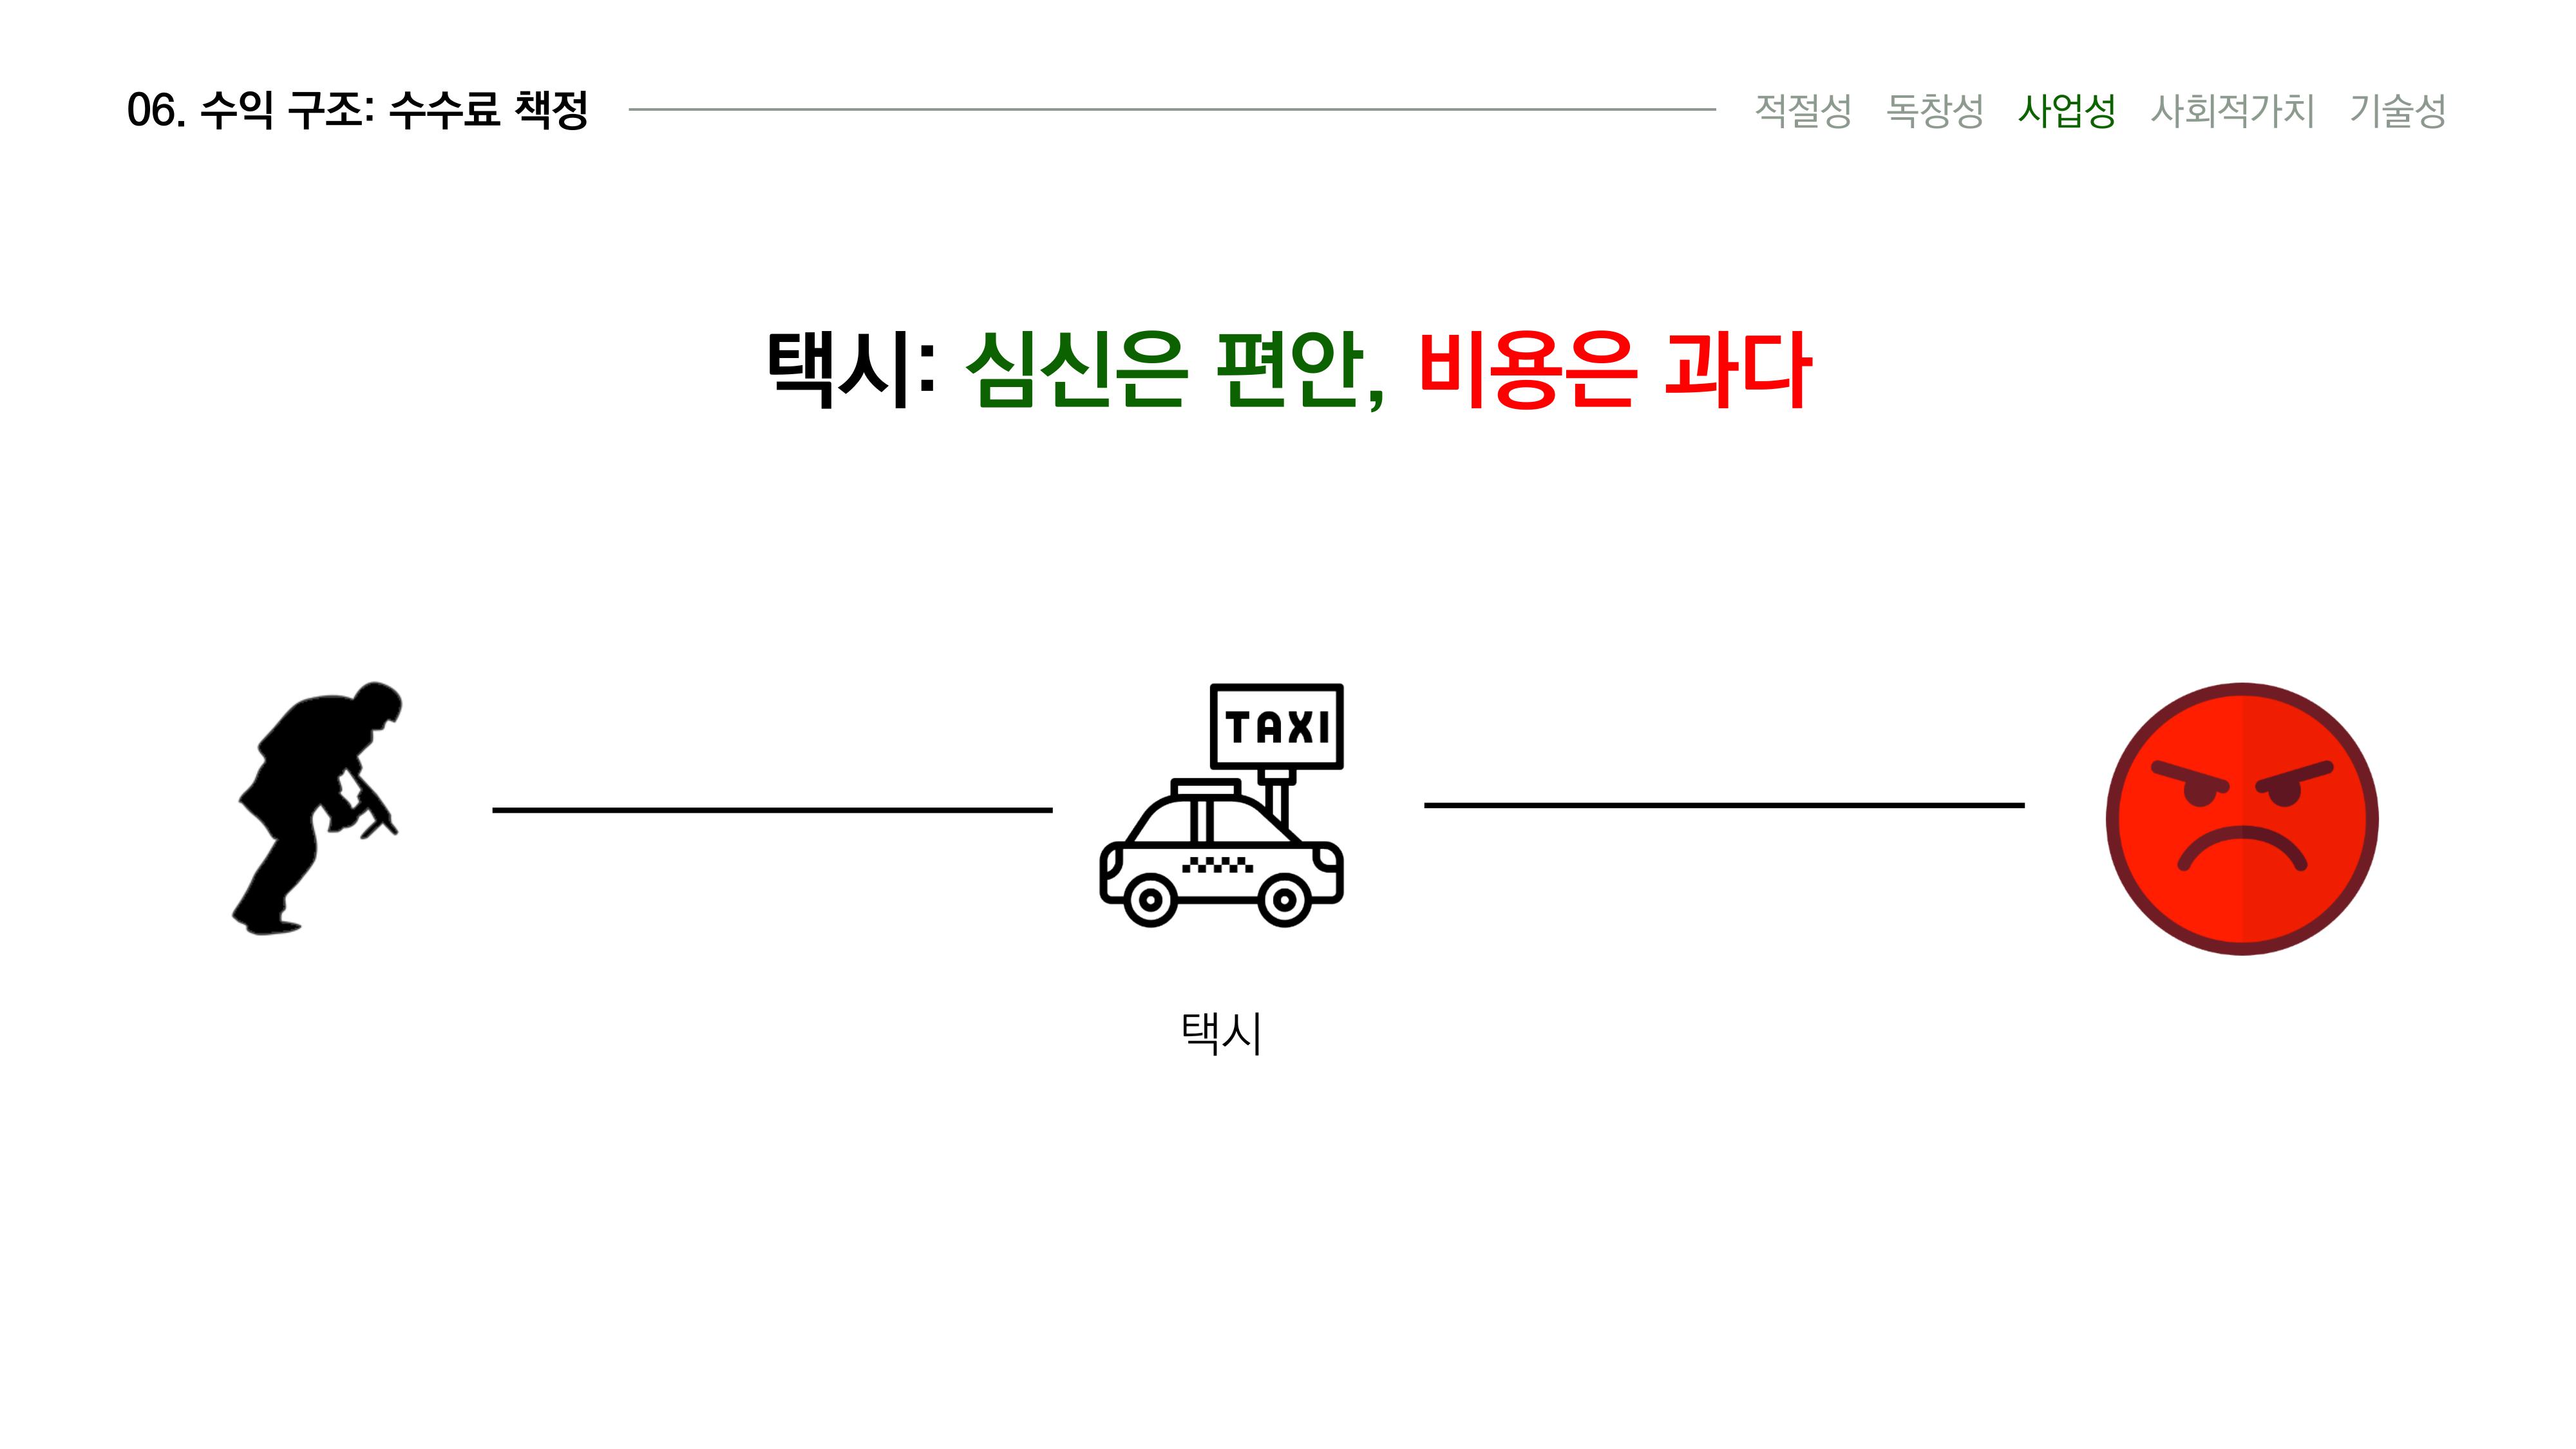 06. 수익 구조: 수수료 책정
적절성 독창성 사업성 사회적가치 기술성
택시: 심신은 편안, 비용은 과다
TAXI
택시